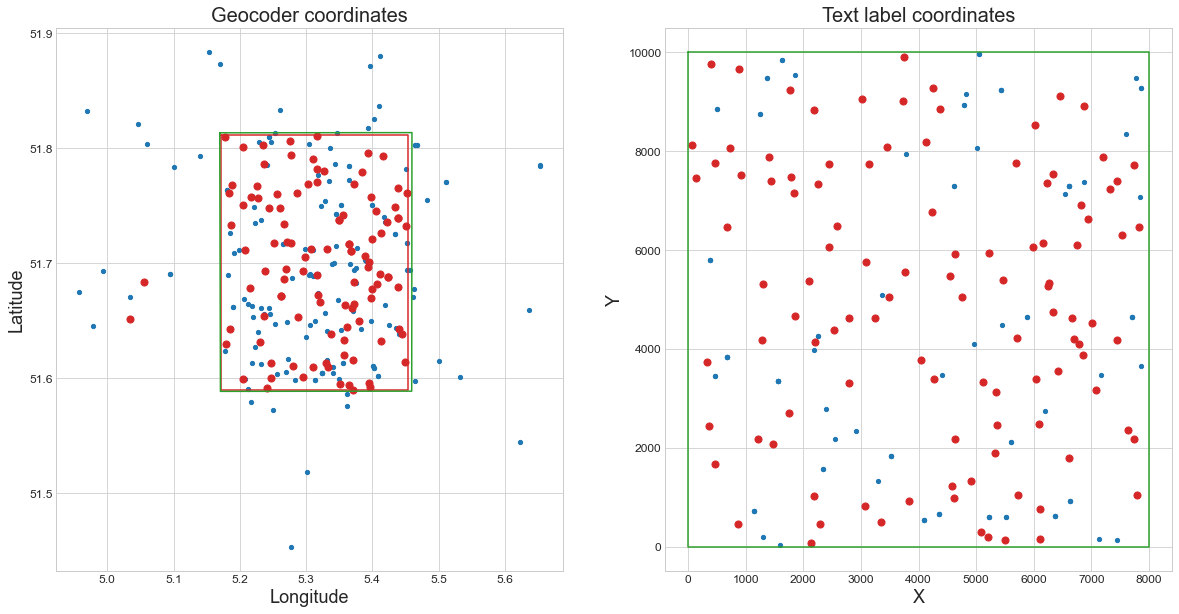 Geocoder coordinates
51.9
51.8
51.7
51.6
51.5
Latitude
5.0 5.1 5.2 5.3 5.4 5.5 5.6
Longitude
Text label coordinates
10000
8000
6000
4000
2000
0
Y
0 1000 2000 3000 4000 5000 6000 7000 8000
X